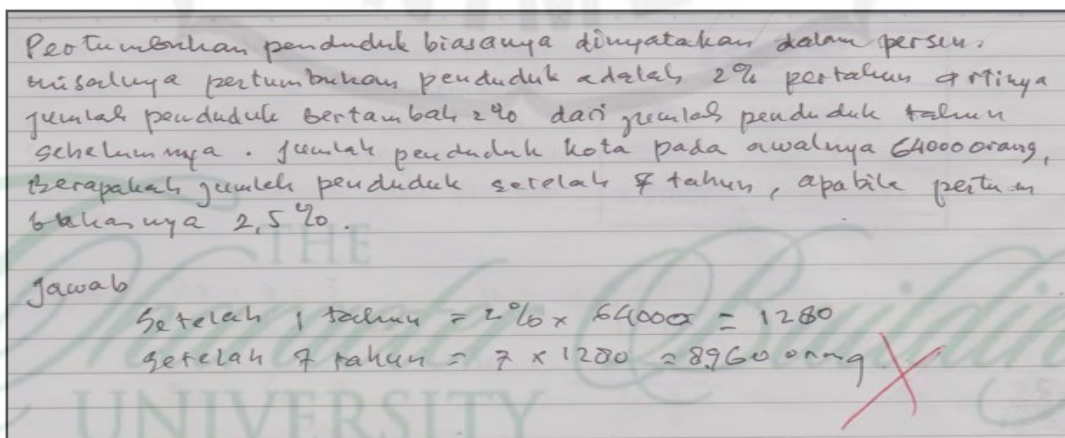 Pertumbuhan penduduk biasanya dinyatakan dalam persen.
misalnya pertumbuhan penduduk adalah 2% pertahun artinya
jumlah penduduk bertambah 2% dari jumlah penduduk tahun
sebelumnya. Jumlah penduduk kota pada awalnya 64000 orang,
Berapakah jumlah penduduk setelah 7 tahun, apabila pertum
buhannya 2,5%.
Jawab
Setelah 1 tahun = 2% x 64000 = 1280
Setelah 7 tahun = 7 x 1280 = 8960 orang
THE
UNIVERSITY